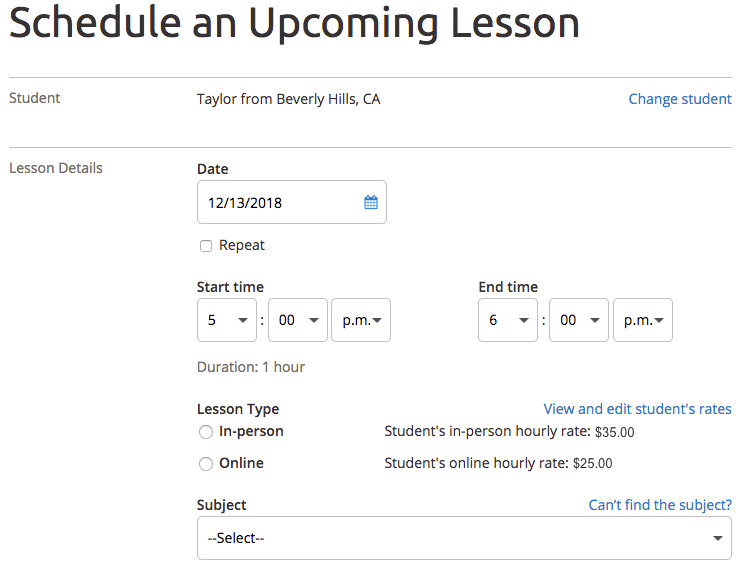 Schedule an Upcoming Lesson
Student Taylor from Beverly Hills, CA Change student
Lesson Details Date
12/13/2018
Repeat
Start time End time
5 : 00 p.m. 6 : 00 p.m.
Duration: 1 hour
Lesson Type View and edit student's rates
In-person Student's in-person hourly rate: $35.00
Online Student's online hourly rate: $25.00
Subject Can't find the subject?
--Select--